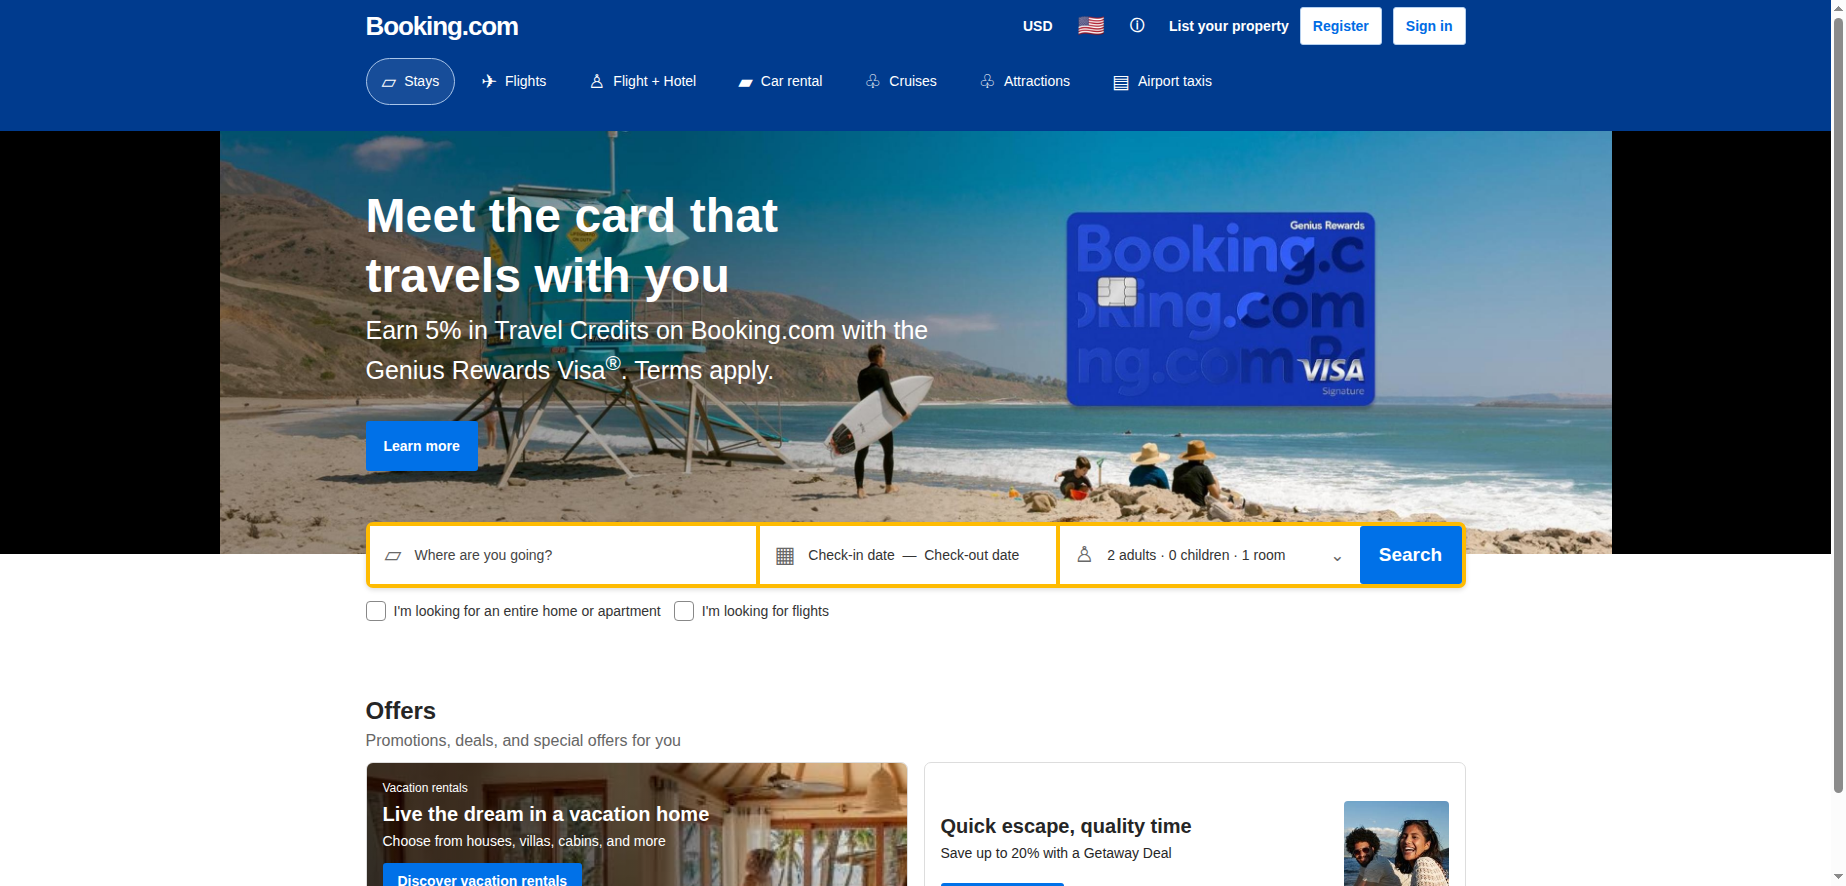 Booking.com
USD
List your property
Register
Sign in
Stays
Flights
Flight + Hotel
Car rental
Cruises
Attractions
Airport taxis
Meet the card that
travels with you
Earn 5% in Travel Credits on Booking.com with the
Genius Rewards Visa®. Terms apply.
Learn more
Genius Rewards
Booking.c
oking.com
ng.com
VISA
Signature
Where are you going?
Check-in date — Check-out date
2 adults · 0 children · 1 room
Search
I'm looking for an entire home or apartment
I'm looking for flights
Offers
Promotions, deals, and special offers for you
Vacation rentals
Live the dream in a vacation home
Choose from houses, villas, cabins, and more
Discover vacation rentals
Quick escape, quality time
Save up to 20% with a Getaway Deal